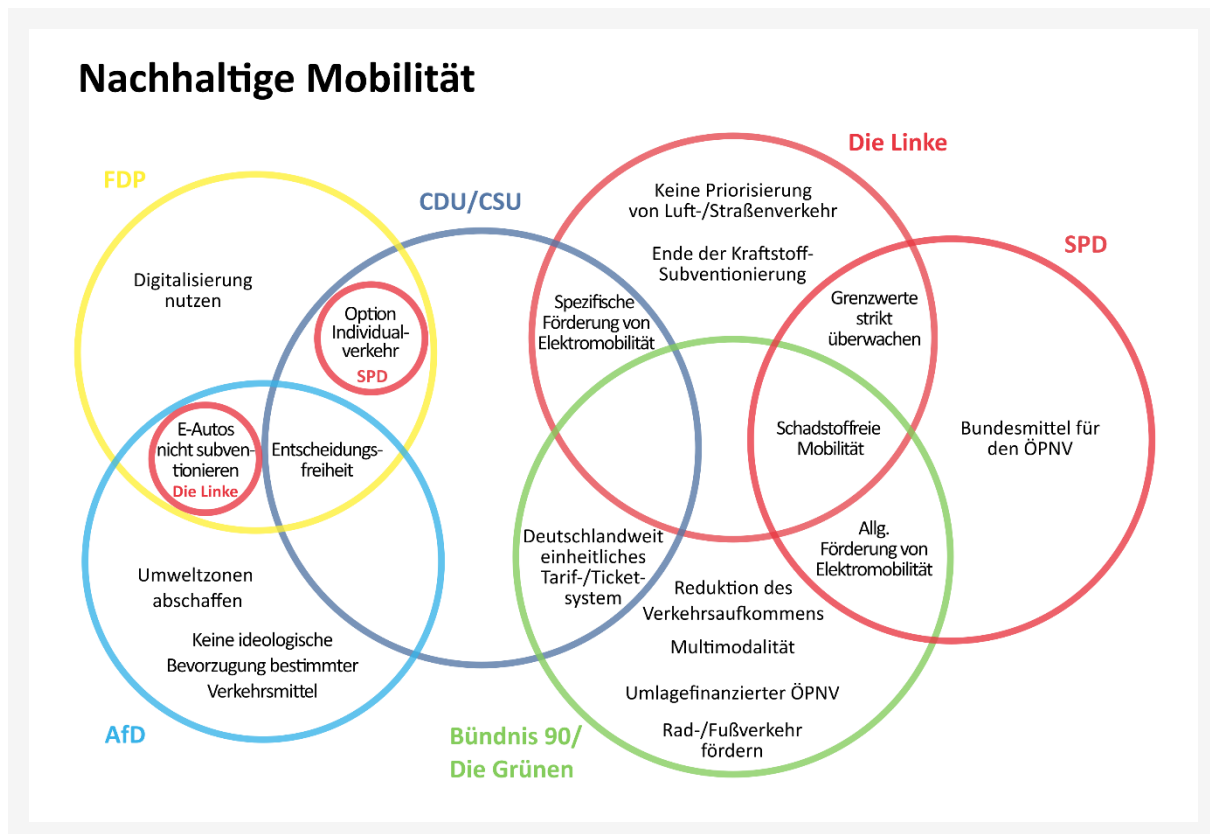 Nachhaltige Mobilität
FDP
CDU/CSU
Die Linke
SPD
Digitalisierung
nutzen
Option
Individual-
verkehr
SPD
E-Autos
nicht subven-
tionieren
Die Linke
Entscheidungs-
freiheit
Umweltzonen
abschaffen
Keine ideologische
Bevorzugung bestimmter
Verkehrsmittel
AfD
Keine Priorisierung
von Luft-/Straßenverkehr
Ende der Kraftstoff-
Subventionierung
Spezifische
Förderung von
Elektromobilität
Grenzwerte
strikt
überwachen
Schadstoffreie
Mobilität
Bundesmittel für
den ÖPNV
Deutschlandweit
einheitliches
Tarif-/Ticket-
system
Allg.
Förderung von
Elektromobilität
Reduktion des
Verkehrsaufkommens
Multimodalität
Umlagefinanzierter ÖPNV
Rad-/Fußverkehr
fördern
Bündnis 90/
Die Grünen